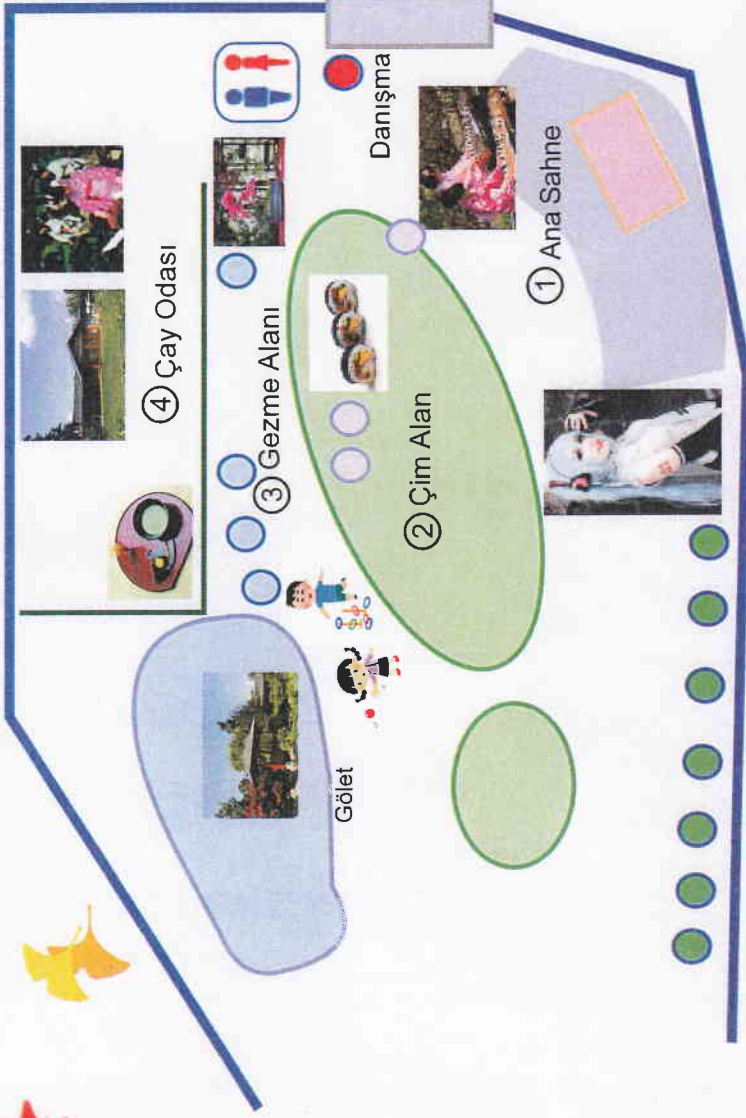 ④ Çay Odası
③ Gezme Alanı
Gölet
Danışma
② Çim Alan
① Ana Sahne